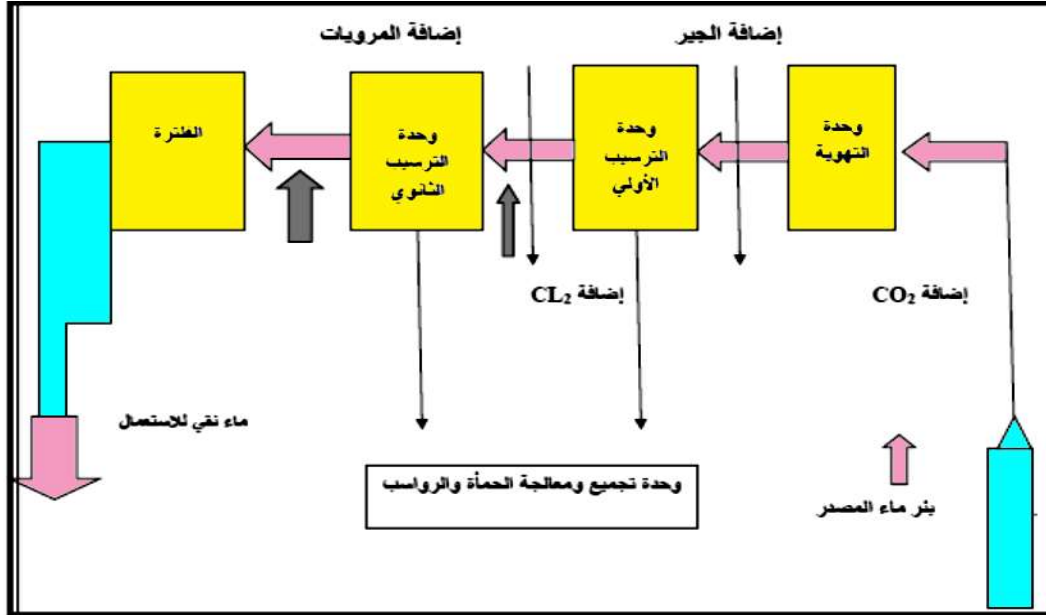 إضافة الجير
إضافة المرويات
وحدة
التهوية
وحدة
الترسيب
الأولي
وحدة
الترسيب
الثانوي
الفلترة
إضافة CO₂
إضافة CL₂
ماء نقي للاستعمال
وحدة تجميع ومعالجة الحمأة والرواسب
بئر ماء المصدر